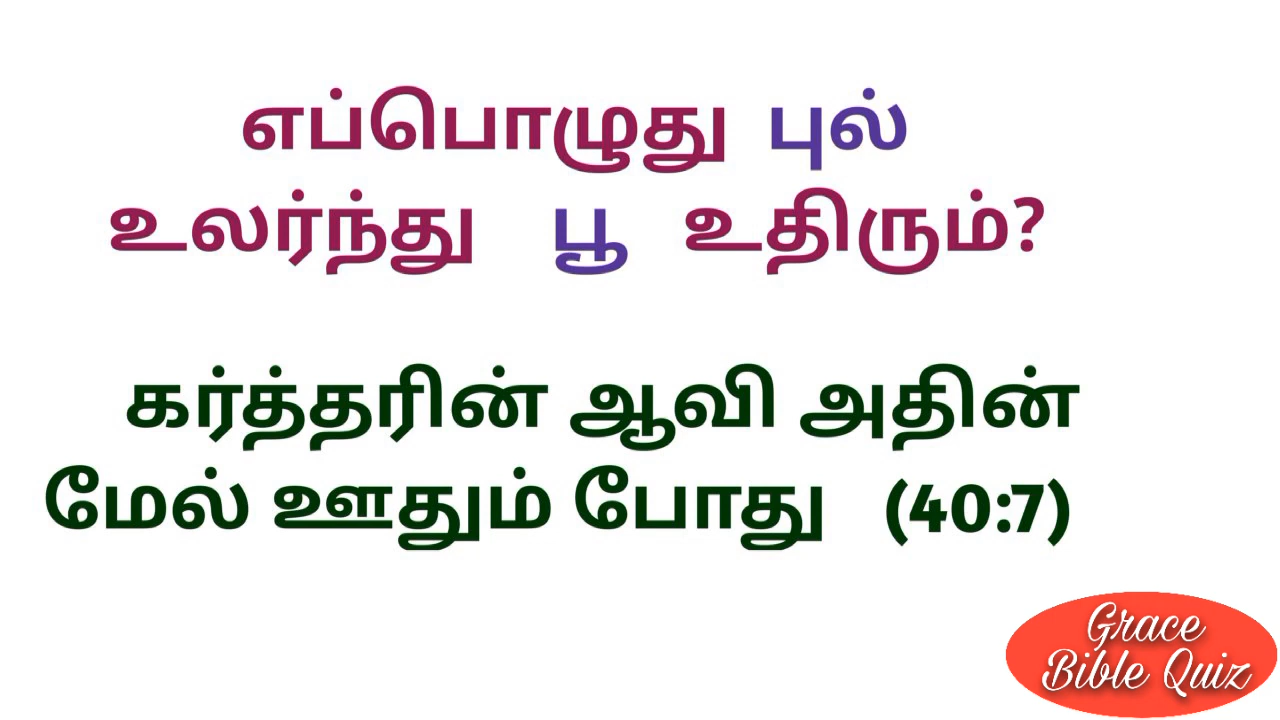 எப்பொழுது புல்
உலர்ந்து பூ உதிரும்?
கர்த்தரின் ஆவி அதின்
மேல் ஊதும் போது (40:7)
Grace
Bible Quiz